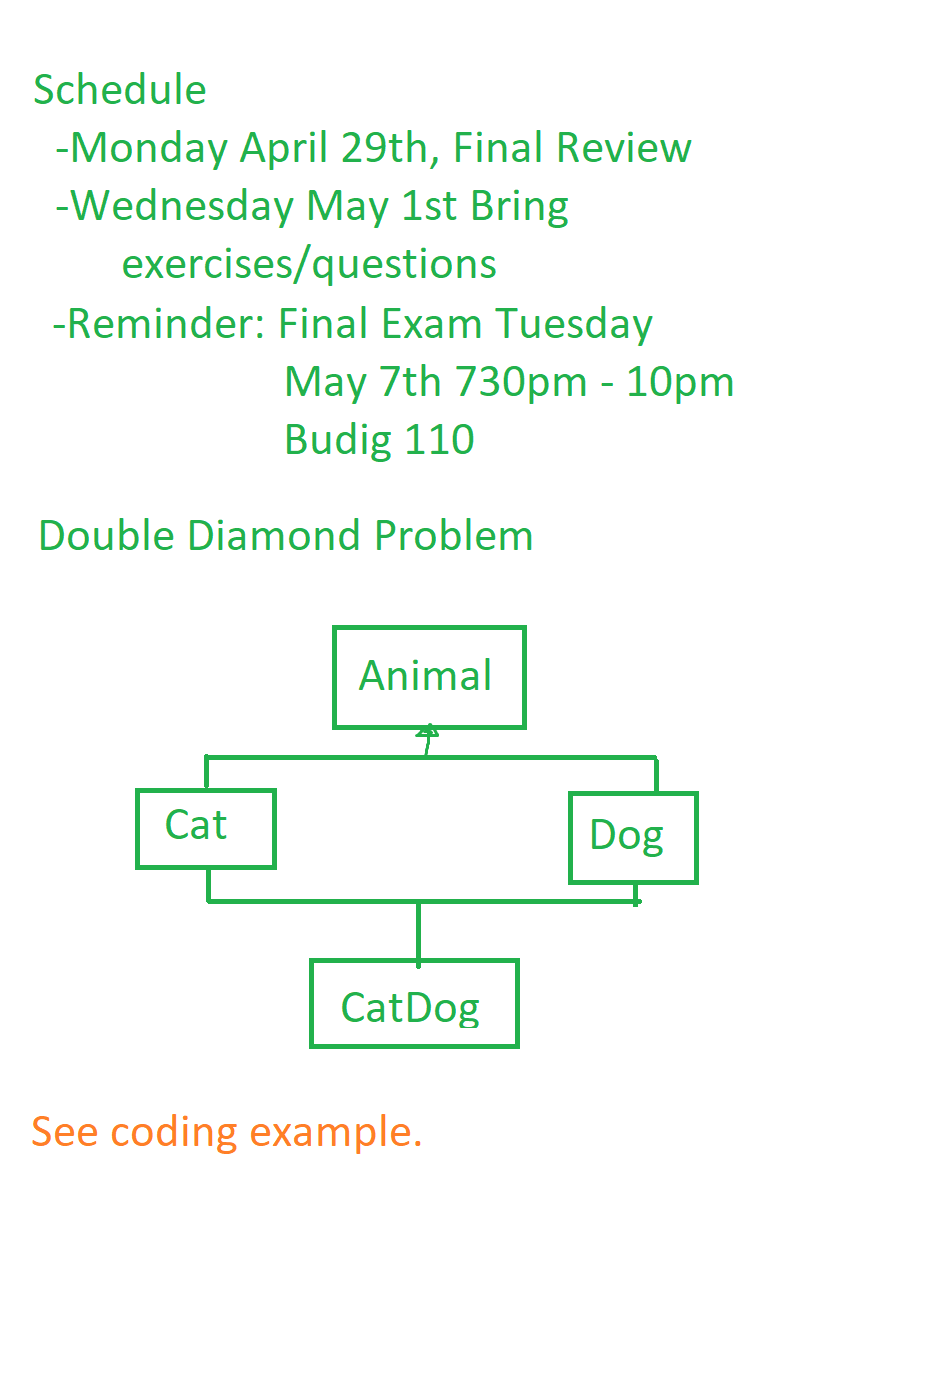 Schedule
-Monday April 29th, Final Review
-Wednesday May 1st Bring
exercises/questions
-Reminder: Final Exam Tuesday
May 7th 730pm - 10pm
Budig 110
Double Diamond Problem
Animal
Cat
Dog
CatDog
See coding example.